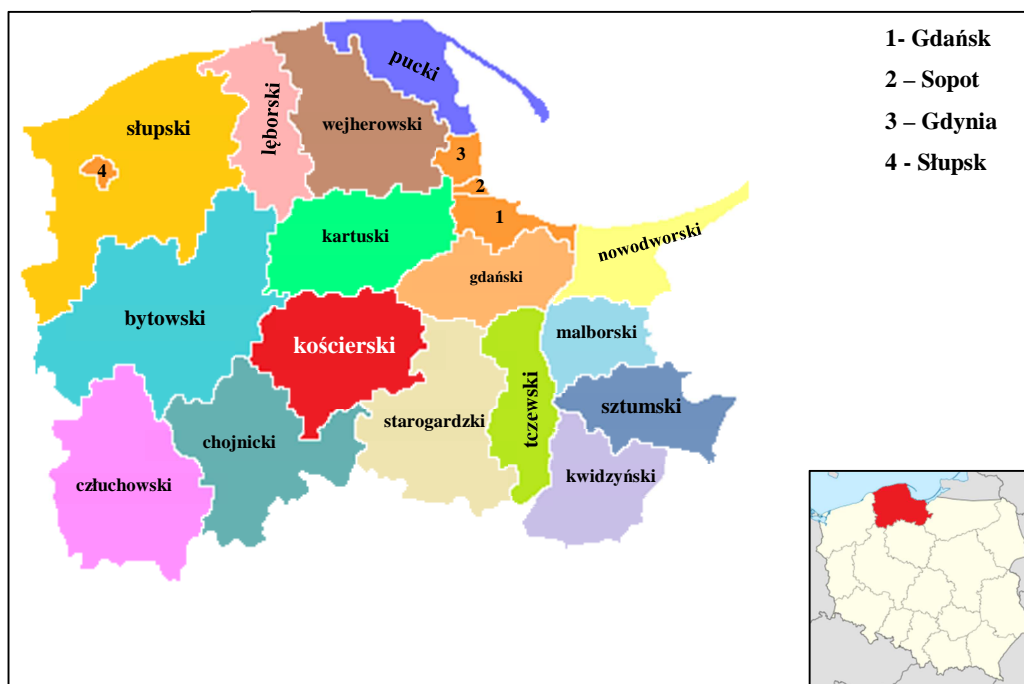 1- Gdańsk
2 – Sopot
3 – Gdynia
4 - Słupsk
pucki
słupski
lęborski
wejherowski
3
4
2
1
kartuski
nowodworski
gdański
bytowski
kościerski
malborski
tczewski
sztumski
starogardzki
chojnicki
kwidzyński
człuchowski